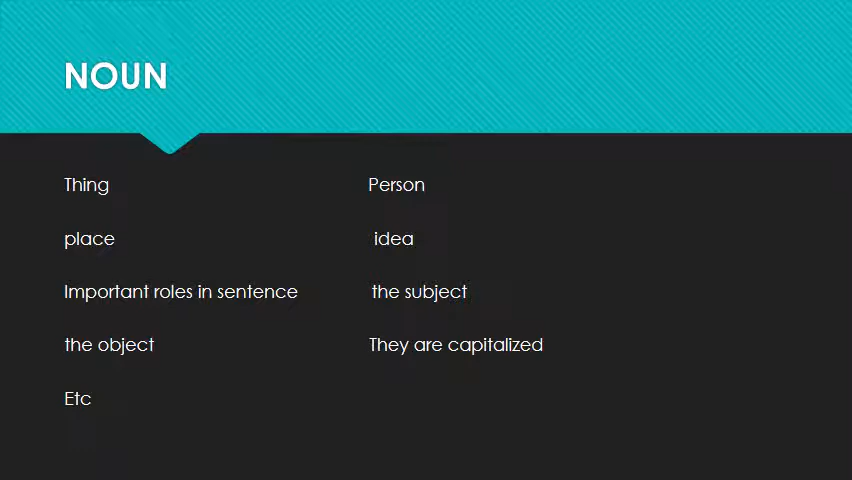 NOUN
Thing Person
place idea
Important roles in sentence the subject
the object They are capitalized
Etc